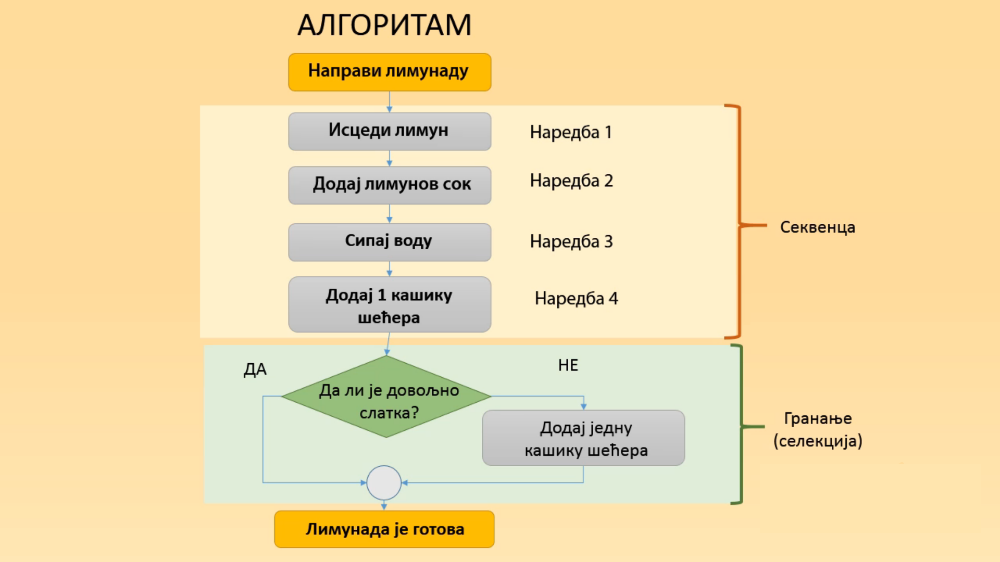 АЛГОРИТАМ
Направи лимунаду
Исцеди лимун
Наредба 1
Додај лимунов сок
Наредба 2
Сипај воду
Наредба 3
Додај 1 кашику
шећера
Наредба 4
Секвенца
ДА
НЕ
Да ли је довољно
слатка?
Додај једну
кашику шећера
Гранање
(селекција)
Лимунада је готова